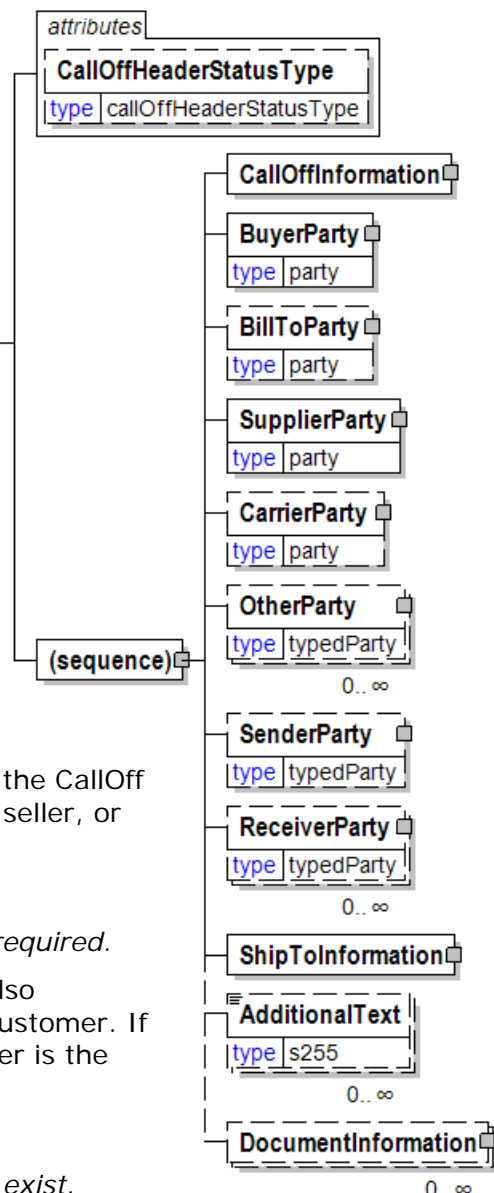 attributes
CallOffHeaderStatusType
type callOffHeaderStatusType
CallOffInformation
BuyerParty
type party
BillToParty
type party
SupplierParty
type party
CarrierParty
type party
OtherParty
type typedParty
0.. ∞
(sequence)
SenderParty
type typedParty
ReceiverParty
type typedParty
0.. ∞
ShipToInformation
AdditionalText
type s255
0.. ∞
DocumentInformation
0.. ∞
the CallOff
seller, or
required.
lso
ustomer. If
er is the
exist.